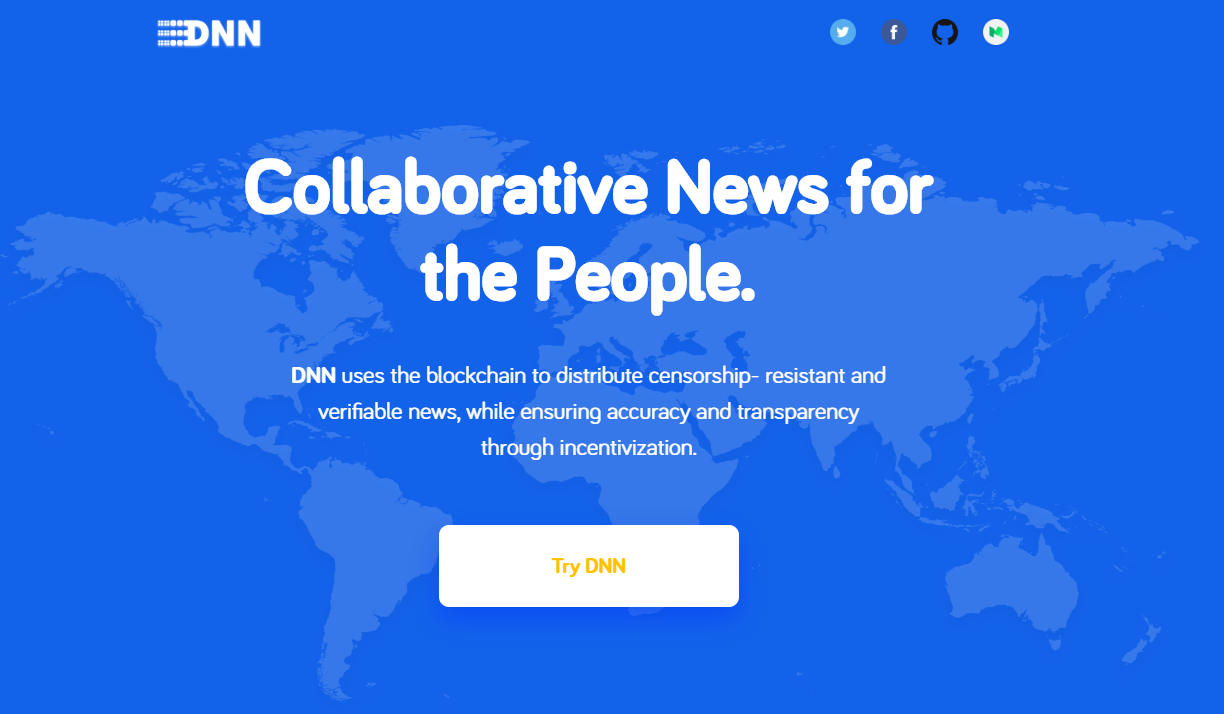 DNN
Collaborative News for
the People.
DNN uses the blockchain to distribute censorship- resistant and
verifiable news, while ensuring accuracy and transparency
through incentivization.
Try DNN